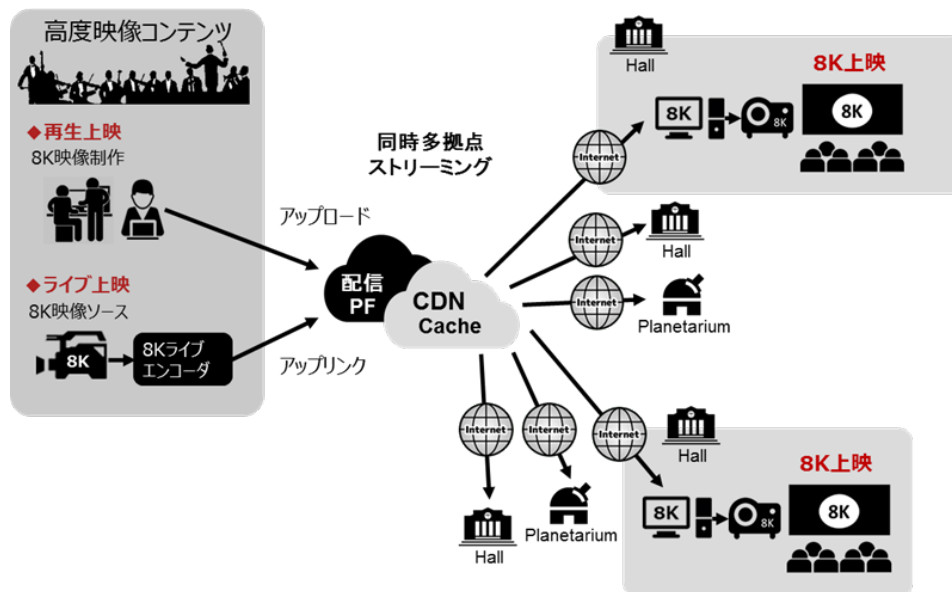 高度映像コンテンツ
◆再生上映
8K映像制作
◆ライブ上映
8K映像ソース
8K
8Kライブ
エンコーダ
アップロード
アップリンク
同時多拠点
ストリーミング
配信
PF
CDN
Cache
Internet
Internet
Internet
Internet
Internet
Internet
Hall
8K上映
8K
8K
8K
Hall
Planetarium
Hall
Planetarium
Hall
8K上映
8K
8K
8K